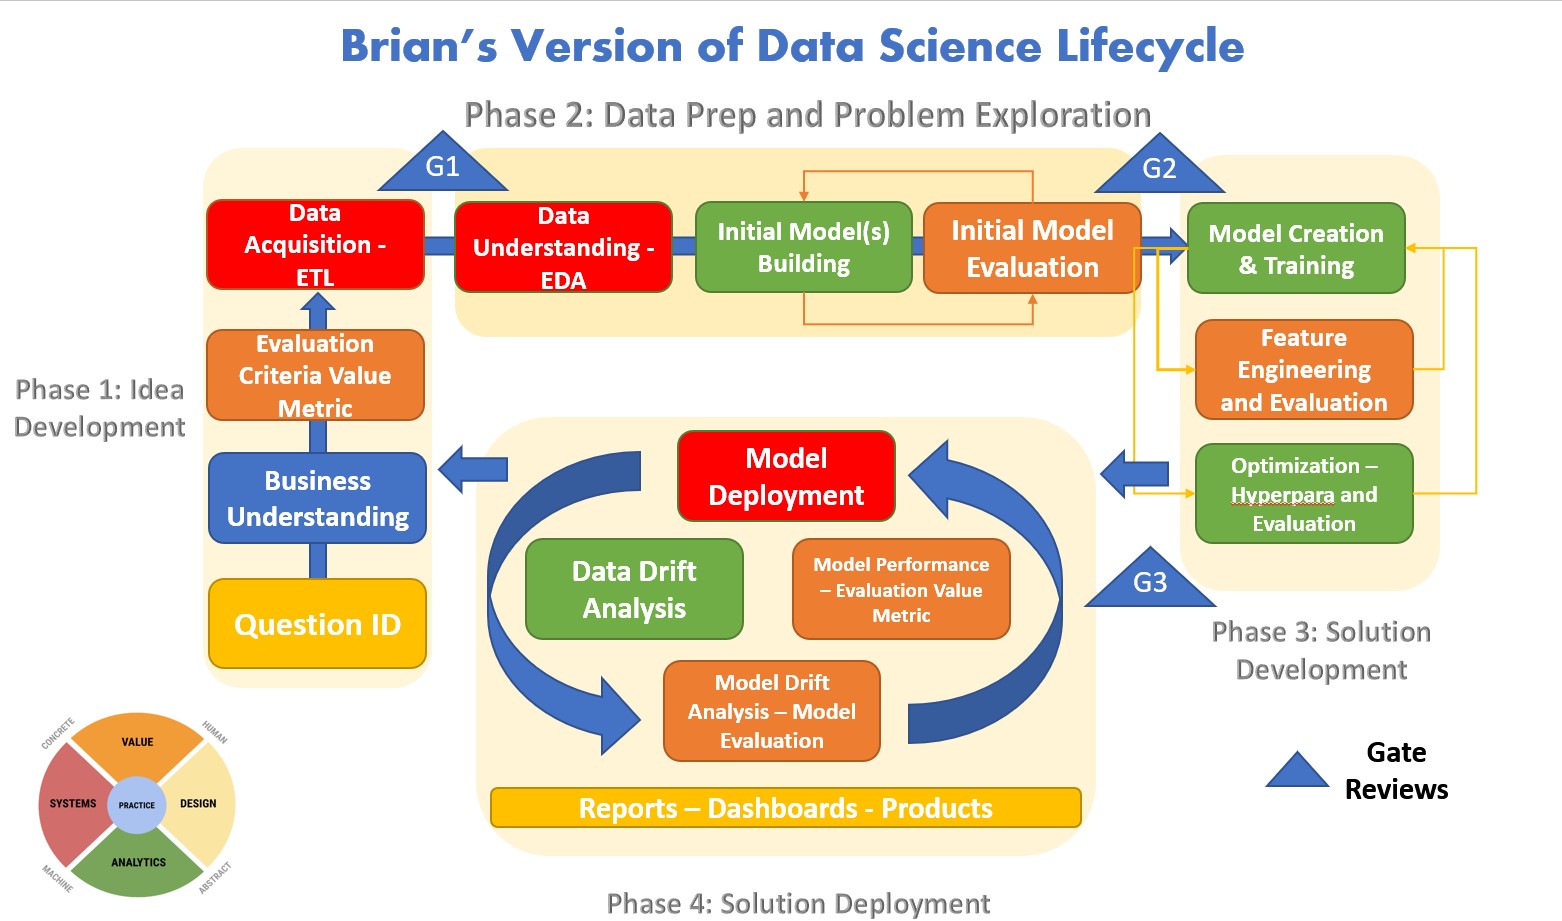 Brian's Version of Data Science Lifecycle
Phase 2: Data Prep and Problem Exploration
G1
G2
Data
Acquisition -
ETL
Data
Understanding -
EDA
Initial Model(s)
Building
Initial Model
Evaluation
Model Creation
& Training
Evaluation
Criteria Value
Metric
Feature
Engineering
and Evaluation
Phase 1: Idea
Development
Business
Understanding
Question ID
Model
Deployment
Optimization –
Hyperpara and
Evaluation
Data Drift
Analysis
Model Performance
– Evaluation Value
Metric
G3
Model Drift
Analysis – Model
Evaluation
Phase 3: Solution
Development
Reports – Dashboards - Products
Phase 4: Solution Deployment
Gate
Reviews
CONCRETE
HUMAN
VALUE
SYSTEMS
PRACTICE
DESIGN
ANALYTICS
MACHINE
ABSTRACT